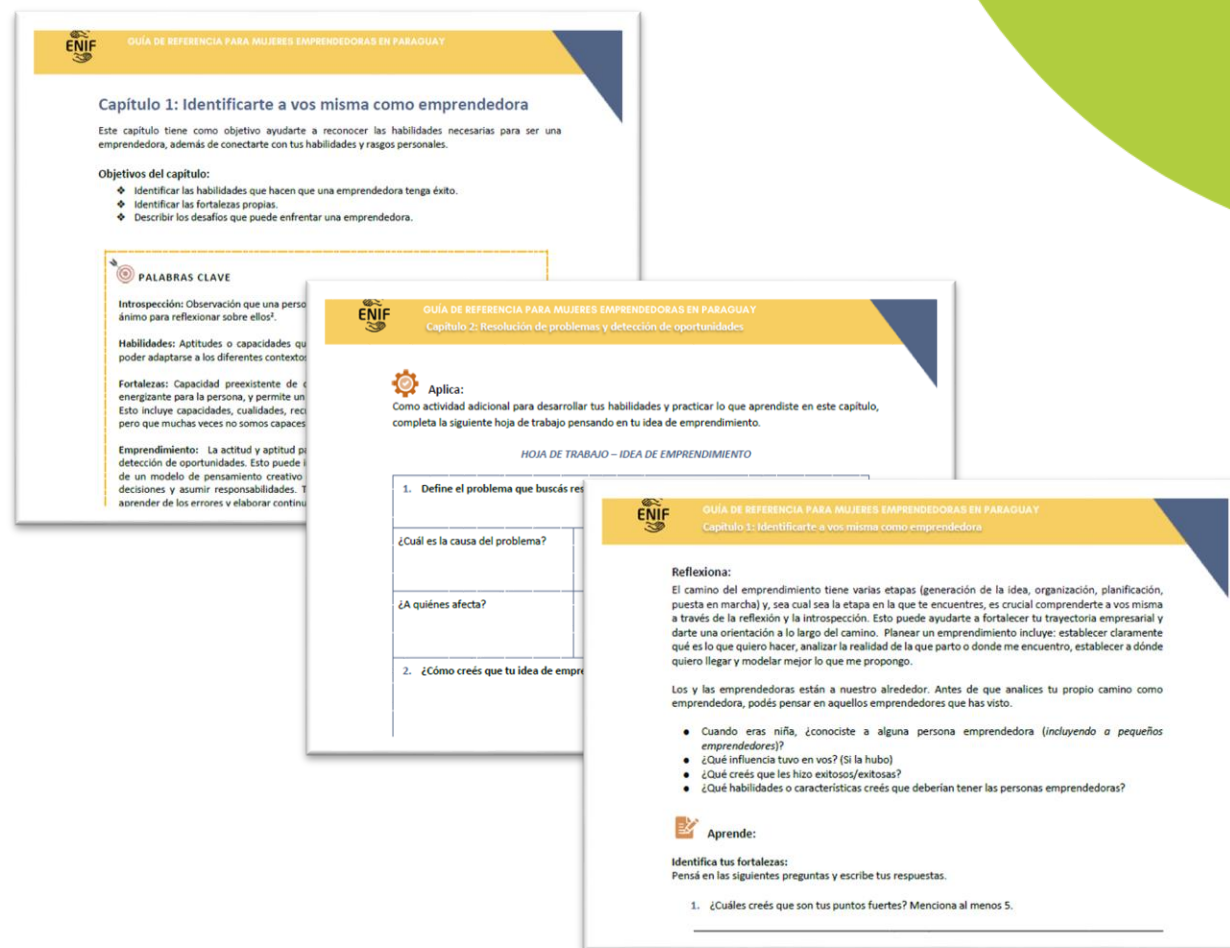 ENIF
GUÍA DE REFERENCIA PARA MUJERES EMPRENDEDORAS EN PARAGUAY
Capítulo 1: Identificarte a vos misma como emprendedora
Este capítulo tiene como objetivo ayudarte a reconocer las habilidades necesarias para ser una
emprendedora, además de conectarte con tus habilidades y rasgos personales.
Objetivos del capítulo:
❖ Identificar las habilidades que hacen que una emprendedora tenga éxito.
❖ Identificar las fortalezas propias.
❖ Describir los desafíos que puede enfrentar una emprendedora.
PALABRAS CLAVE
Introspección: Observación que una perso
ánimo para reflexionar sobre ellos².
Habilidades: Aptitudes o capacidades qu
poder adaptarse a los diferentes contexto
Fortalezas: Capacidad preexistente de
energizante para la persona, y permite un
Esto incluye capacidades, cualidades, recu
pero que muchas veces no somos capaces
Emprendimiento: La actitud y aptitud pa
detección de oportunidades. Esto puede i
de un modelo de pensamiento creativo
decisiones y asumir responsabilidades. T
aprender de los errores y elaborar continu
ENIF
GUÍA DE REFERENCIA PARA MUJERES EMPRENDEDORAS EN PARAGUAY
Capítulo 2: Resolución de problemas y detección de oportunidades
Aplica:
Como actividad adicional para desarrollar tus habilidades y practicar lo que aprendiste en este capítulo,
completa la siguiente hoja de trabajo pensando en tu idea de emprendimiento.
HOJA DE TRABAJO – IDEA DE EMPRENDIMIENTO
1. Define el problema que buscás res
¿Cuál es la causa del problema?
¿A quiénes afecta?
2. ¿Cómo creés que tu idea de empre
ENIF
GUÍA DE REFERENCIA PARA MUJERES EMPRENDEDORAS EN PARAGUAY
Capítulo 1: Identificarte a vos misma como emprendedora
Reflexiona:
El camino del emprendimiento tiene varias etapas (generación de la idea, organización, planificación,
puesta en marcha) y, sea cual sea la etapa en la que te encuentres, es crucial comprenderte a vos misma
a través de la reflexión y la introspección. Esto puede ayudarte a fortalecer tu trayectoria empresarial y
darte una orientación a lo largo del camino. Planear un emprendimiento incluye: establecer claramente
qué es lo que quiero hacer, analizar la realidad de la que parto o donde me encuentro, establecer a dónde
quiero llegar y modelar mejor lo que me propongo.
Los y las emprendedoras están a nuestro alrededor. Antes de que analices tu propio camino como
emprendedora, podés pensar en aquellos emprendedores que has visto.
● Cuando eras niña, ¿conociste a alguna persona emprendedora (incluyendo a pequeños
emprendedores)?
● ¿Qué influencia tuvo en vos? (Si la hubo)
● ¿Qué creés que les hizo exitosos/exitosas?
● ¿Qué habilidades o características creés que deberían tener las personas emprendedoras?
Aprende:
Identifica tus fortalezas:
Pensá en las siguientes preguntas y escribe tus respuestas.
1. ¿Cuáles creés que son tus puntos fuertes? Menciona al menos 5.